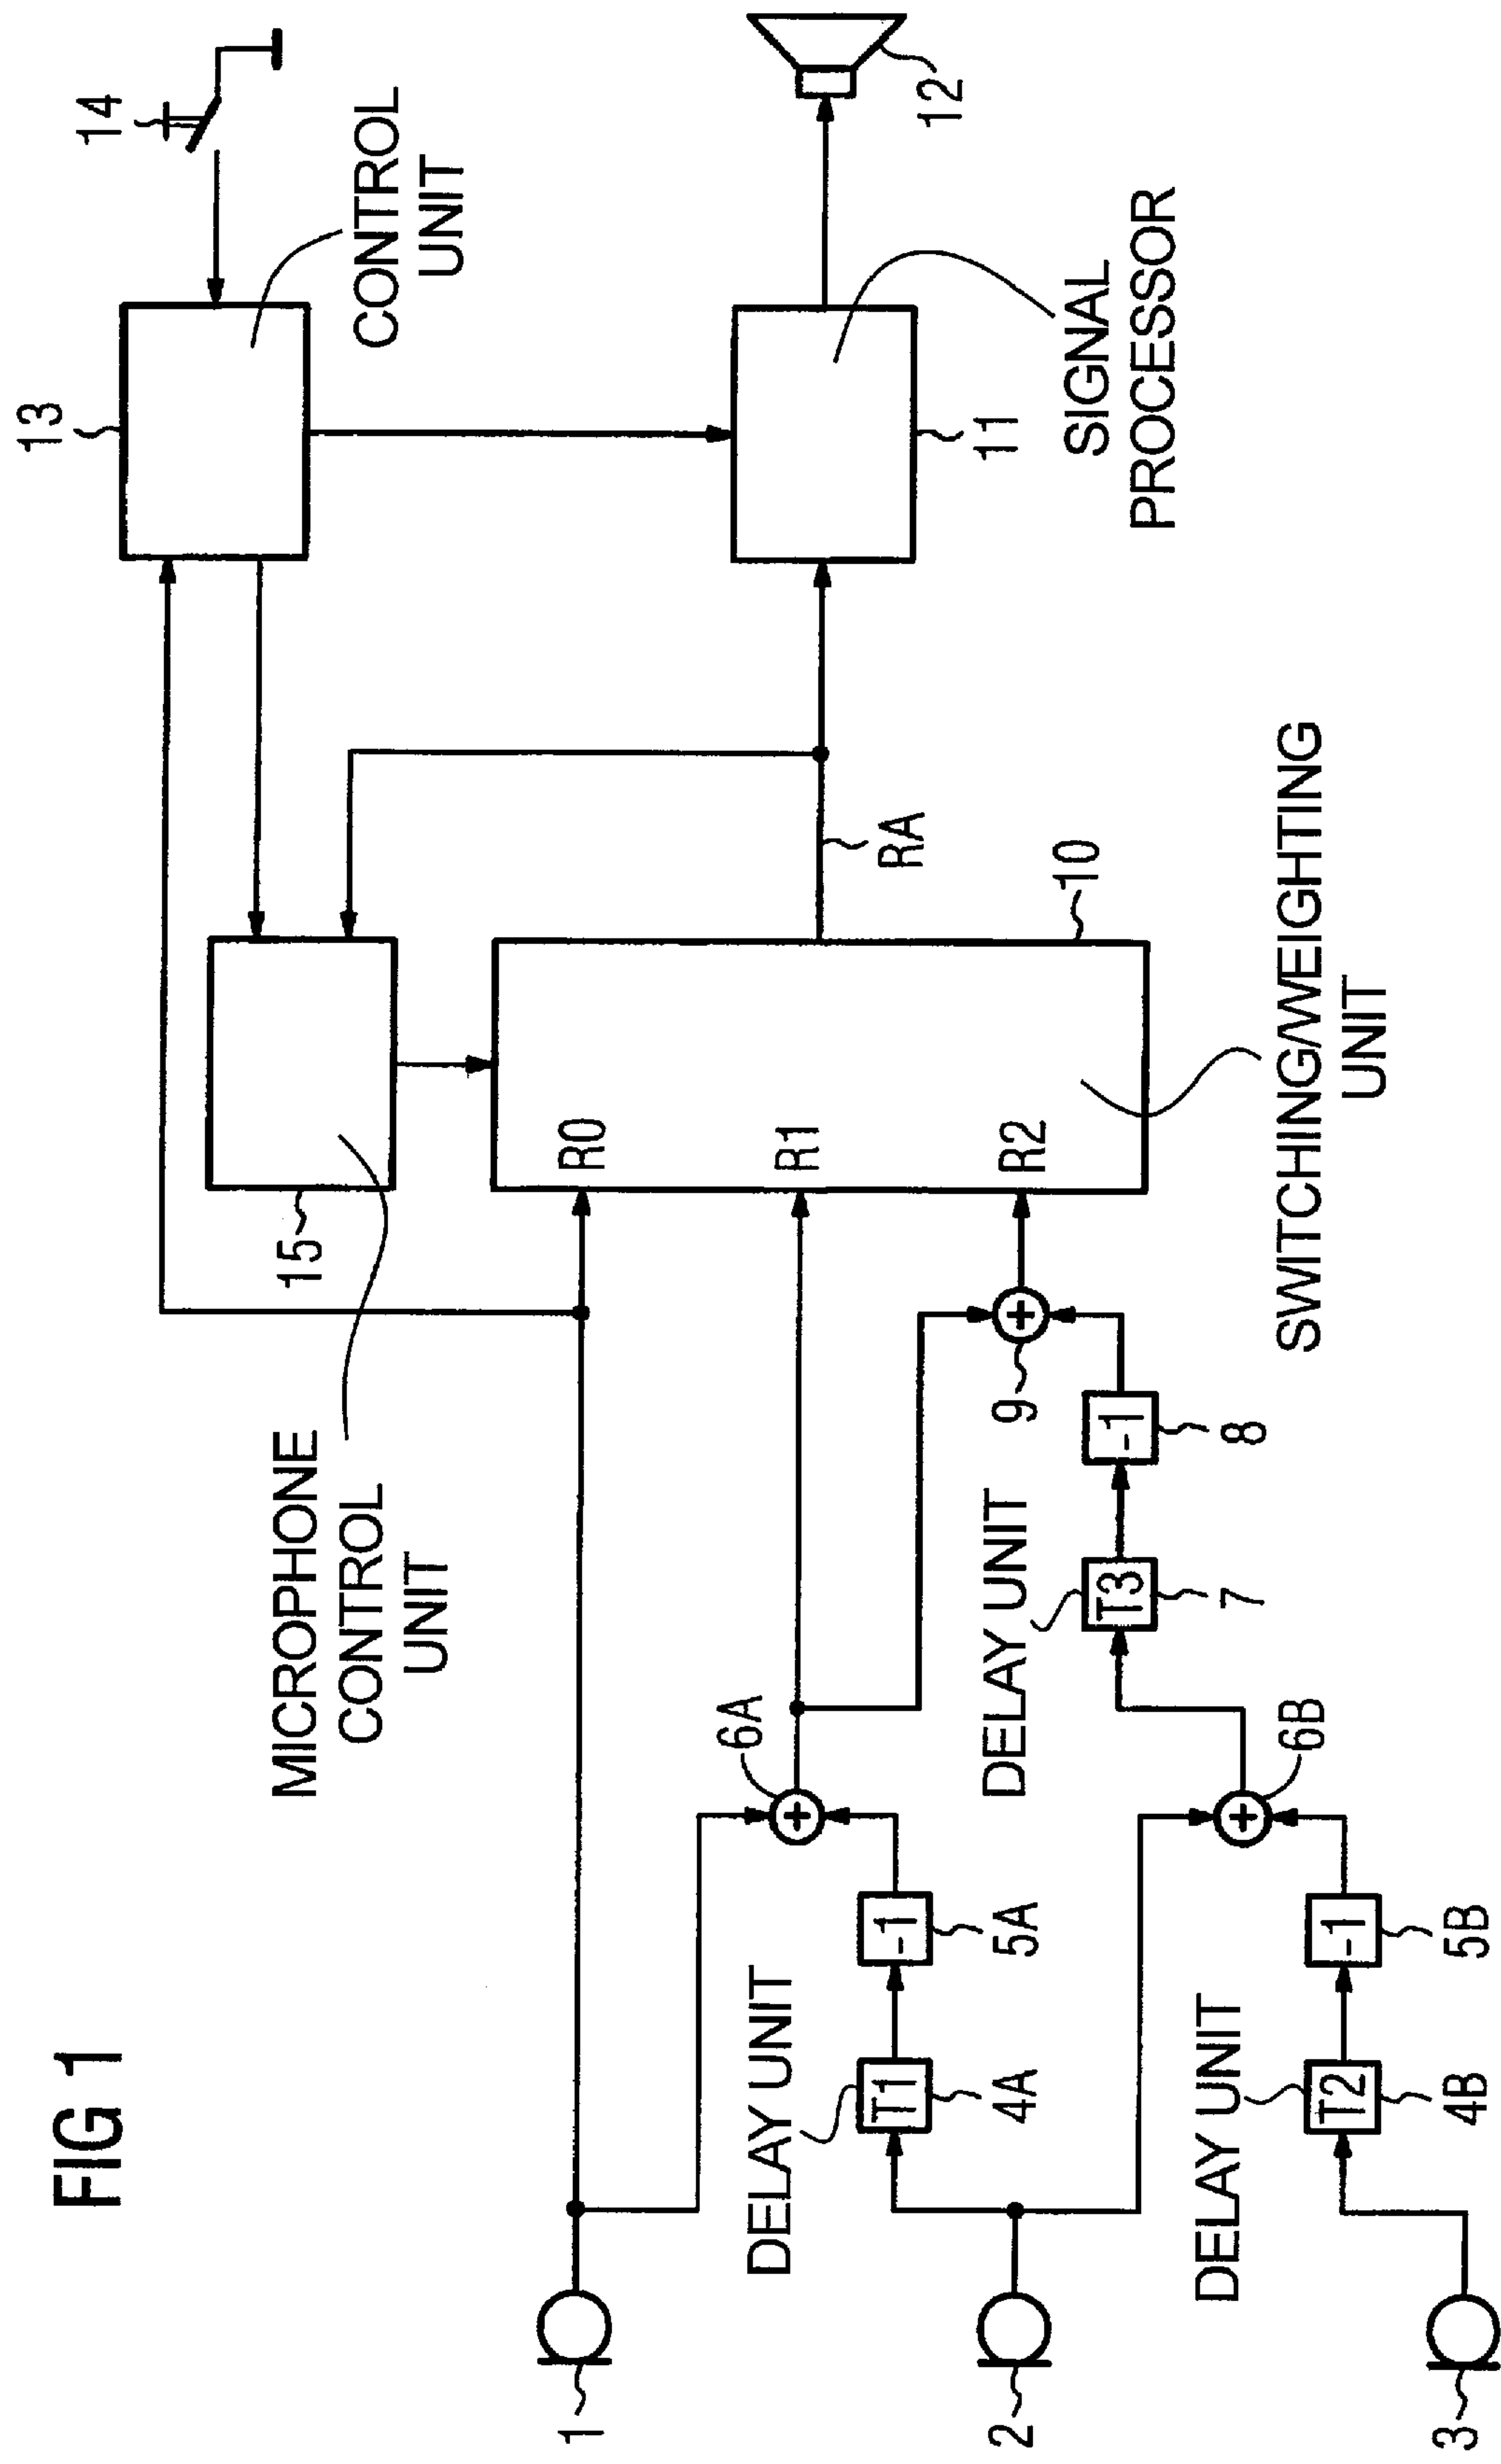 FIG 1
14
13
CONTROL
UNIT
12
11
SIGNAL
PROCESSOR
RA
10
15
R0
R1
R2
SWITCHING/WEIGHTING
UNIT
MICROPHONE
CONTROL
UNIT
9
-1
8
DELAY UNIT
T3
7
6A
6B
-1
5A
-1
5B
DELAY UNIT
T1
4A
DELAY UNIT
T2
4B
1
2
3